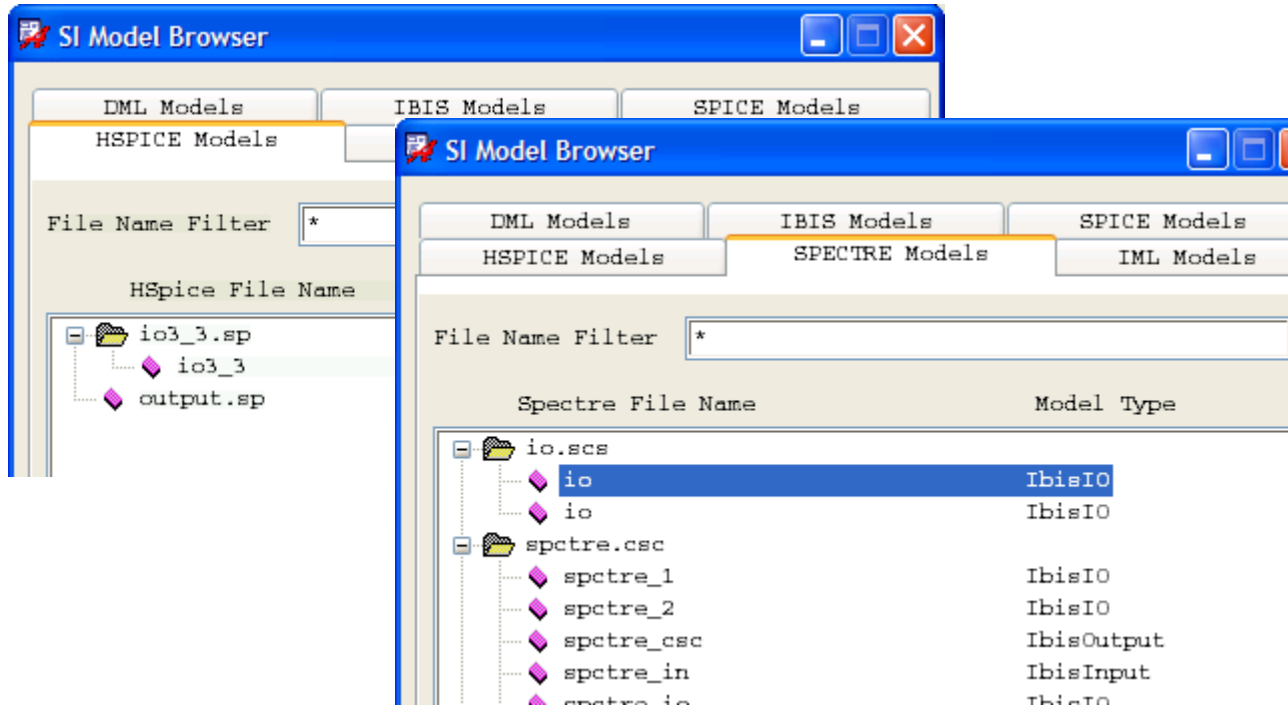 SI Model Browser
DML Models IBIS Models SPICE Models
HSPICE Models
File Name Filter *
HSpice File Name
io3_3.sp
io3_3
output.sp
SI Model Browser
DML Models IBIS Models SPICE Models
HSPICE Models SPECTRE Models IML Models
File Name Filter *
Spectre File Name Model Type
io.scs
io IbisIO
io IbisIO
spctre.csc
spctre_1 IbisIO
spctre_2 IbisIO
spctre_csc IbisOutput
spctre_in IbisInput
spctre_io IbisIO